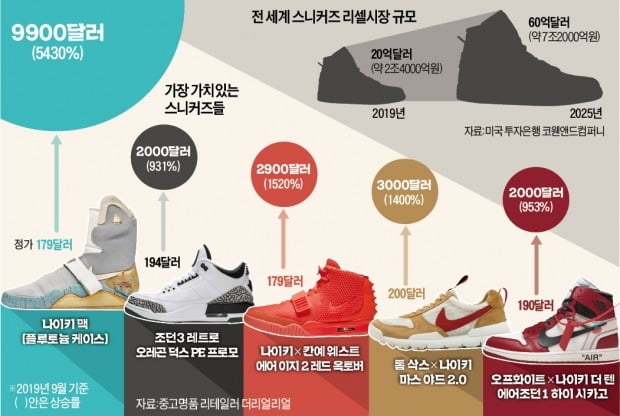 9900달러
(5430%)
전 세계 스니커즈 리셀시장 규모
60억달러
(약 7조2000억원)
20억달러
(약 2조4000억원)
2019년
2025년
자료:미국 투자은행 코웬앤드컴퍼니
가장 가치있는
스니커즈들
2000달러
(931%)
2900달러
(1520%)
3000달러
(1400%)
2000달러
(953%)
정가 179달러
194달러
179달러
200달러
190달러
나이키 맥
(플루토늄 케이스)
조던 3 레트로
오레곤 덕스 PE 프로모
나이키×칸예 웨스트
에어 이지 2 레드 옥토버
톰 삭스×나이키
마스 야드 2.0
오프화이트×나이키 더 텐
에어조던 1 하이 시카고
"AIR"
※2019년 9월 기준
( )안은 상승률
자료:중고명품 리테일러 더리얼리얼